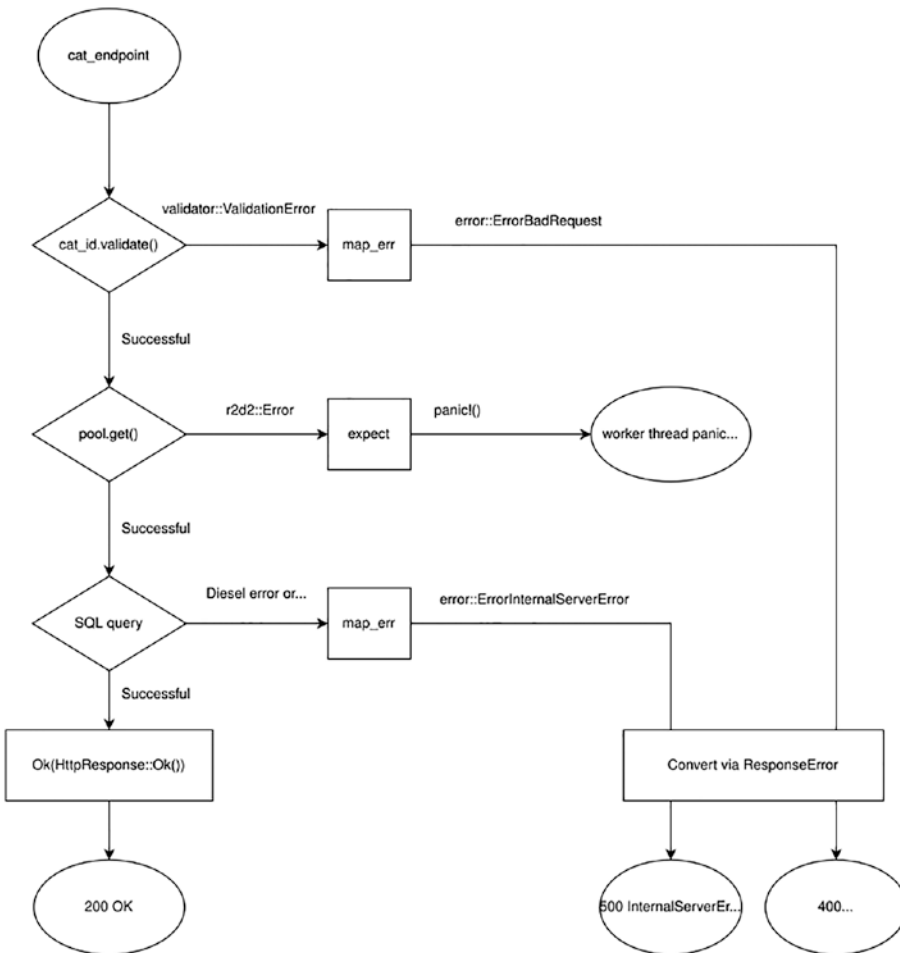 cat_endpoint
validator::ValidationError
error::ErrorBadRequest
cat_id.validate()
map_err
Successful
r2d2::Error
panic!()
pool.get()
expect
worker thread panic...
Successful
Diesel error or...
error::ErrorInternalServerError
SQL query
map_err
Successful
Ok(HttpResponse::Ok())
Convert via ResponseError
200 OK
500 InternalServerEr...
400...